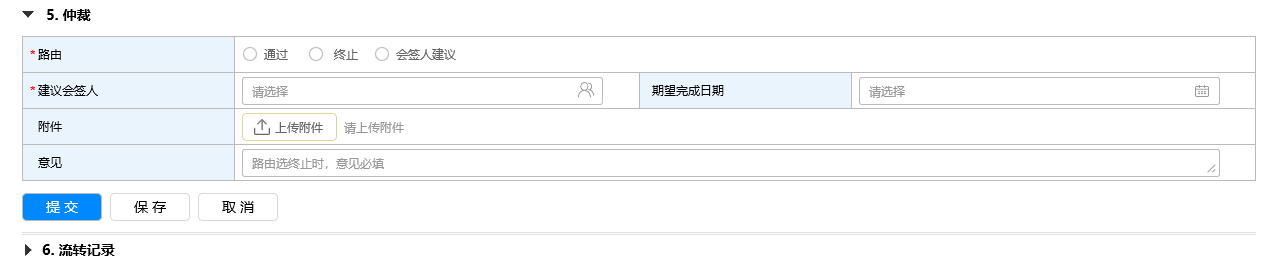 5. 仲裁
*路由 通过 终止 会签人建议
*建议会签人 请选择 期望完成日期 请选择
附件 上传附件 请上传附件
意见 路由选终止时，意见必填
提交 保存 取消
6. 流转记录